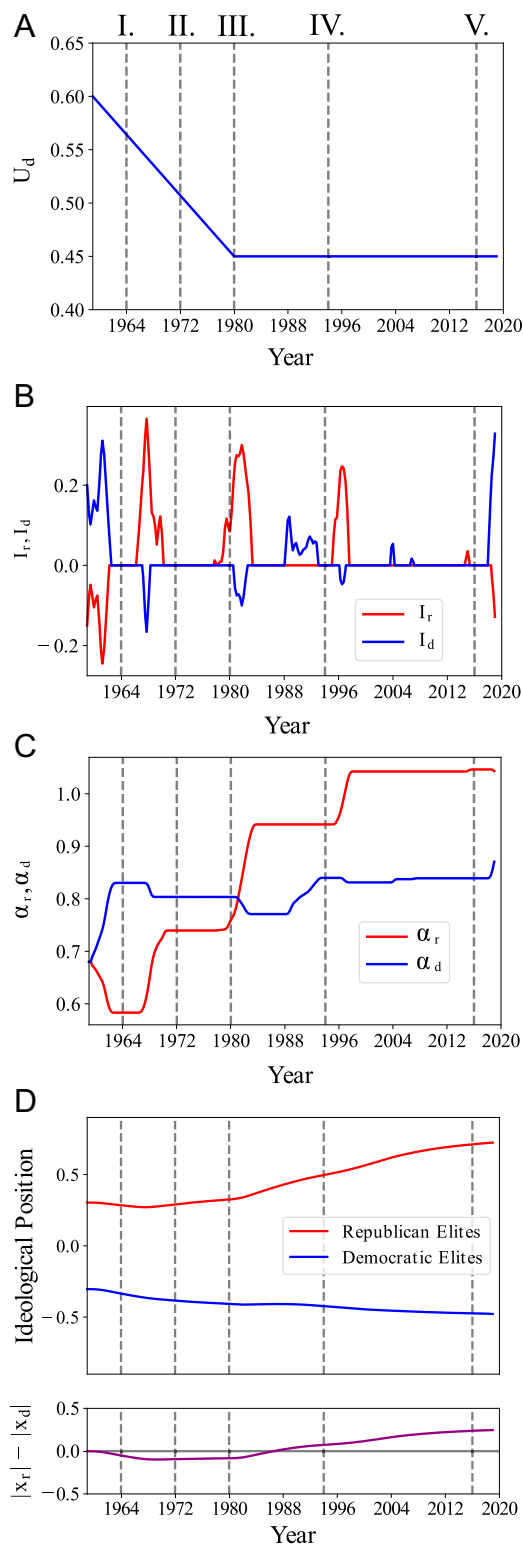 A I. II. III. IV. V.
0.65
0.60
0.55
0.50
0.45
0.40
U_d
1964 1972 1980 1988 1996 2004 2012 2020
Year
B
0.2
0.0
−0.2
I_r, I_d
I_r
I_d
1964 1972 1980 1988 1996 2004 2012 2020
Year
C
1.0
0.9
0.8
0.7
0.6
α_r, α_d
α_r
α_d
1964 1972 1980 1988 1996 2004 2012 2020
Year
D
0.5
0.0
−0.5
Ideological Position
Republican Elites
Democratic Elites
0.5
0.0
−0.5
|x_r| − |x_d|
1964 1972 1980 1988 1996 2004 2012 2020
Year